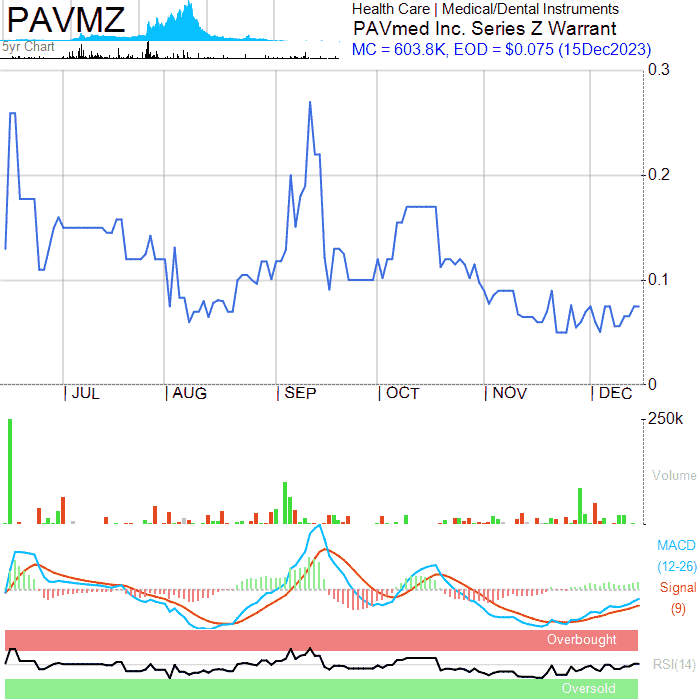 PAVMZ
5yr Chart
Health Care | Medical/Dental Instruments
PAVmed Inc. Series Z Warrant
MC = 603.8K, EOD = $0.075 (15Dec2023)
0.3
0.2
0.1
0
JUL AUG SEP OCT NOV DEC
250k
Volume
MACD
(12-26)
Signal
(9)
Overbought
RSI(14)
Oversold